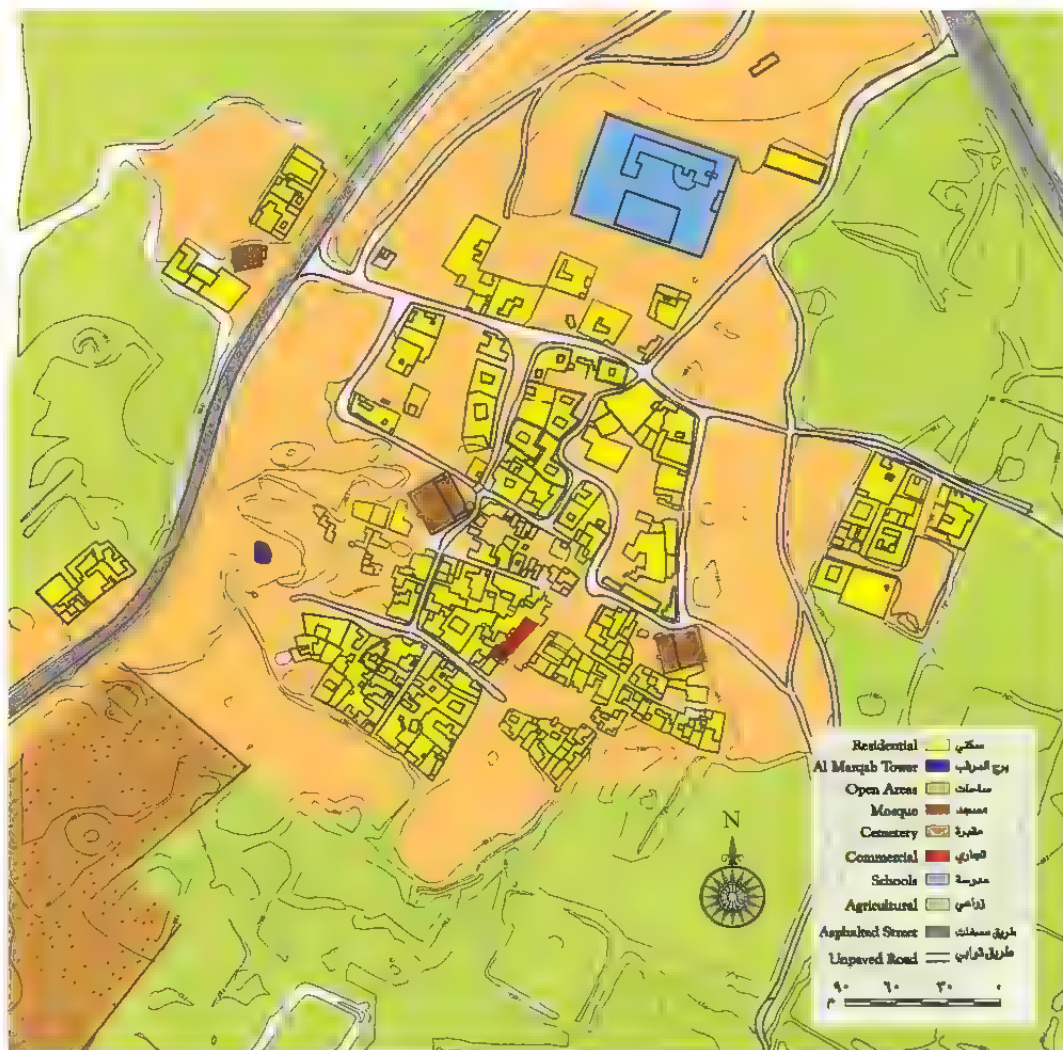 N
Residential سكني
Al Marqab Tower برج المرقب
Open Areas ساحات
Mosque مسجد
Cemetery مقبرة
Commercial تجاري
Schools مدرسة
Agricultural زراعي
Asphalted Street طريق مسفلت
Unpaved Road طريق ترابي
٩٠ ٦٠ ٣٠ ٠
م